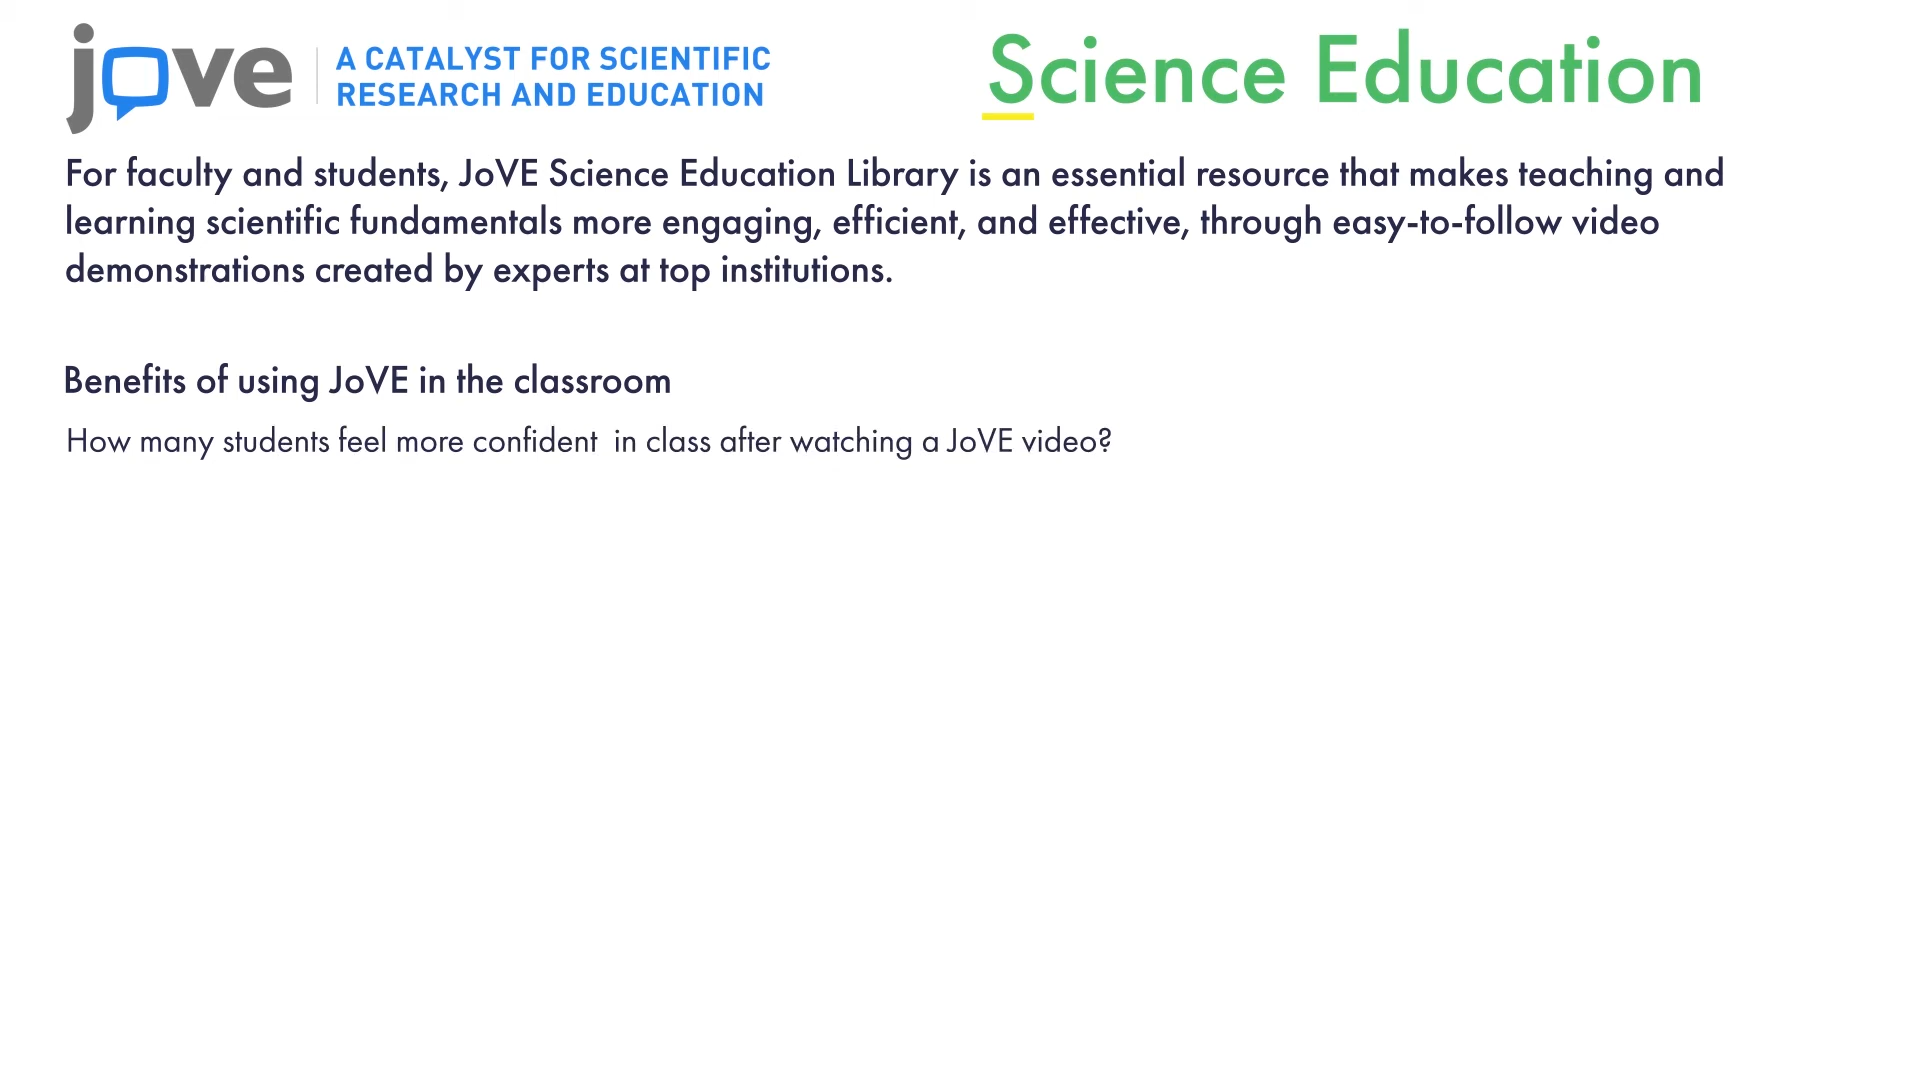 jove
A CATALYST FOR SCIENTIFIC
RESEARCH AND EDUCATION
Science Education
For faculty and students, JoVE Science Education Library is an essential resource that makes teaching and
learning scientific fundamentals more engaging, efficient, and effective, through easy-to-follow video
demonstrations created by experts at top institutions.
Benefits of using JoVE in the classroom
How many students feel more confident in class after watching a JoVE video?